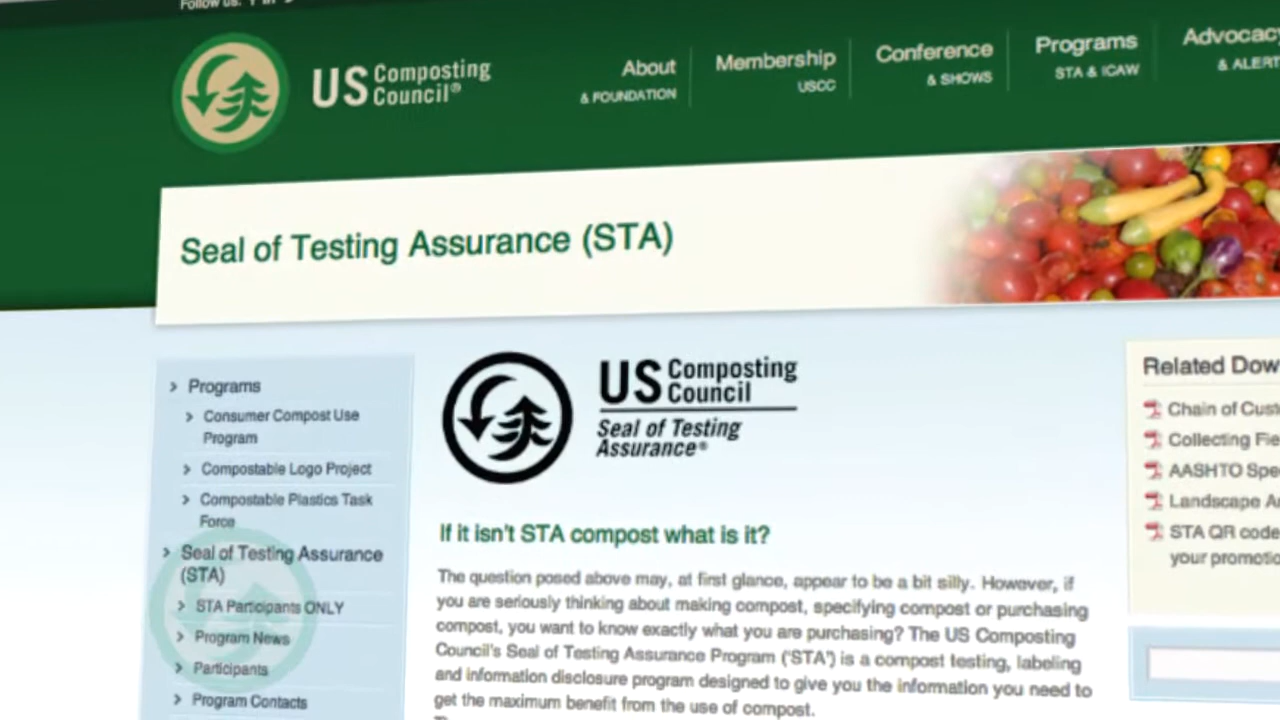 Follow us:
US Composting
Council®
About
& FOUNDATION
Membership
USCC
Conference
& SHOWS
Programs
STA & ICAW
Advocacy
& ALERT
Seal of Testing Assurance (STA)
› Programs
› Consumer Compost Use
Program
› Compostable Logo Project
› Compostable Plastics Task
Force
› Seal of Testing Assurance
(STA)
› STA Participants ONLY
› Program News
› Participants
› Program Contacts
US Composting
Council
Seal of Testing
Assurance®
If it isn't STA compost what is it?
The question posed above may, at first glance, appear to be a bit silly. However, if
you are seriously thinking about making compost, specifying compost or purchasing
compost, you want to know exactly what you are purchasing? The US Composting
Council's Seal of Testing Assurance Program ('STA') is a compost testing, labeling
and information disclosure program designed to give you the information you need to
get the maximum benefit from the use of compost.
Related Dow
Chain of Cust
Collecting Fie
AASHTO Spe
Landscape A
STA QR code
your promotio